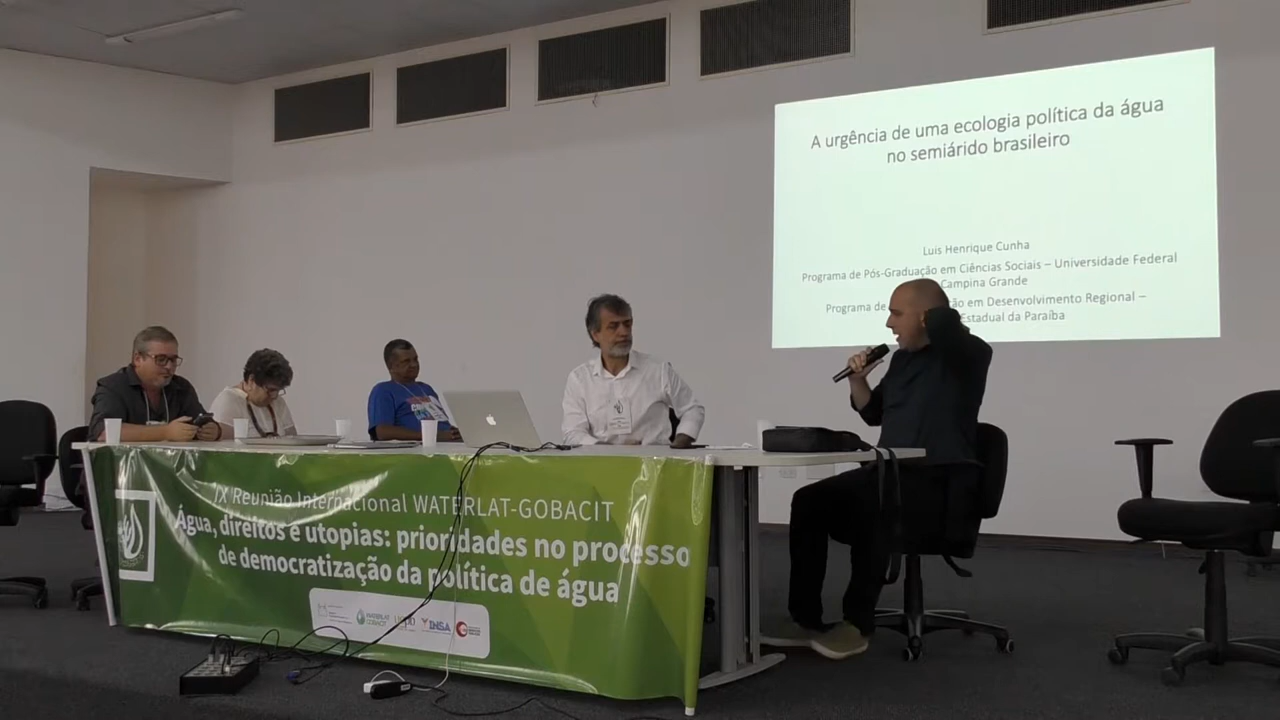 A urgência de uma ecologia política da água
no semiárido brasileiro
Luis Henrique Cunha
Programa de Pós-Graduação em Ciências Sociais – Universidade Federal
Campina Grande
Programa de ão em Desenvolvimento Regional –
Estadual da Paraíba
IX Reunião Internacional WATERLAT-GOBACIT
Água, direitos e utopias: prioridades no processo
de democratização da política de água
WATERLAT
GOBACIT
INSA